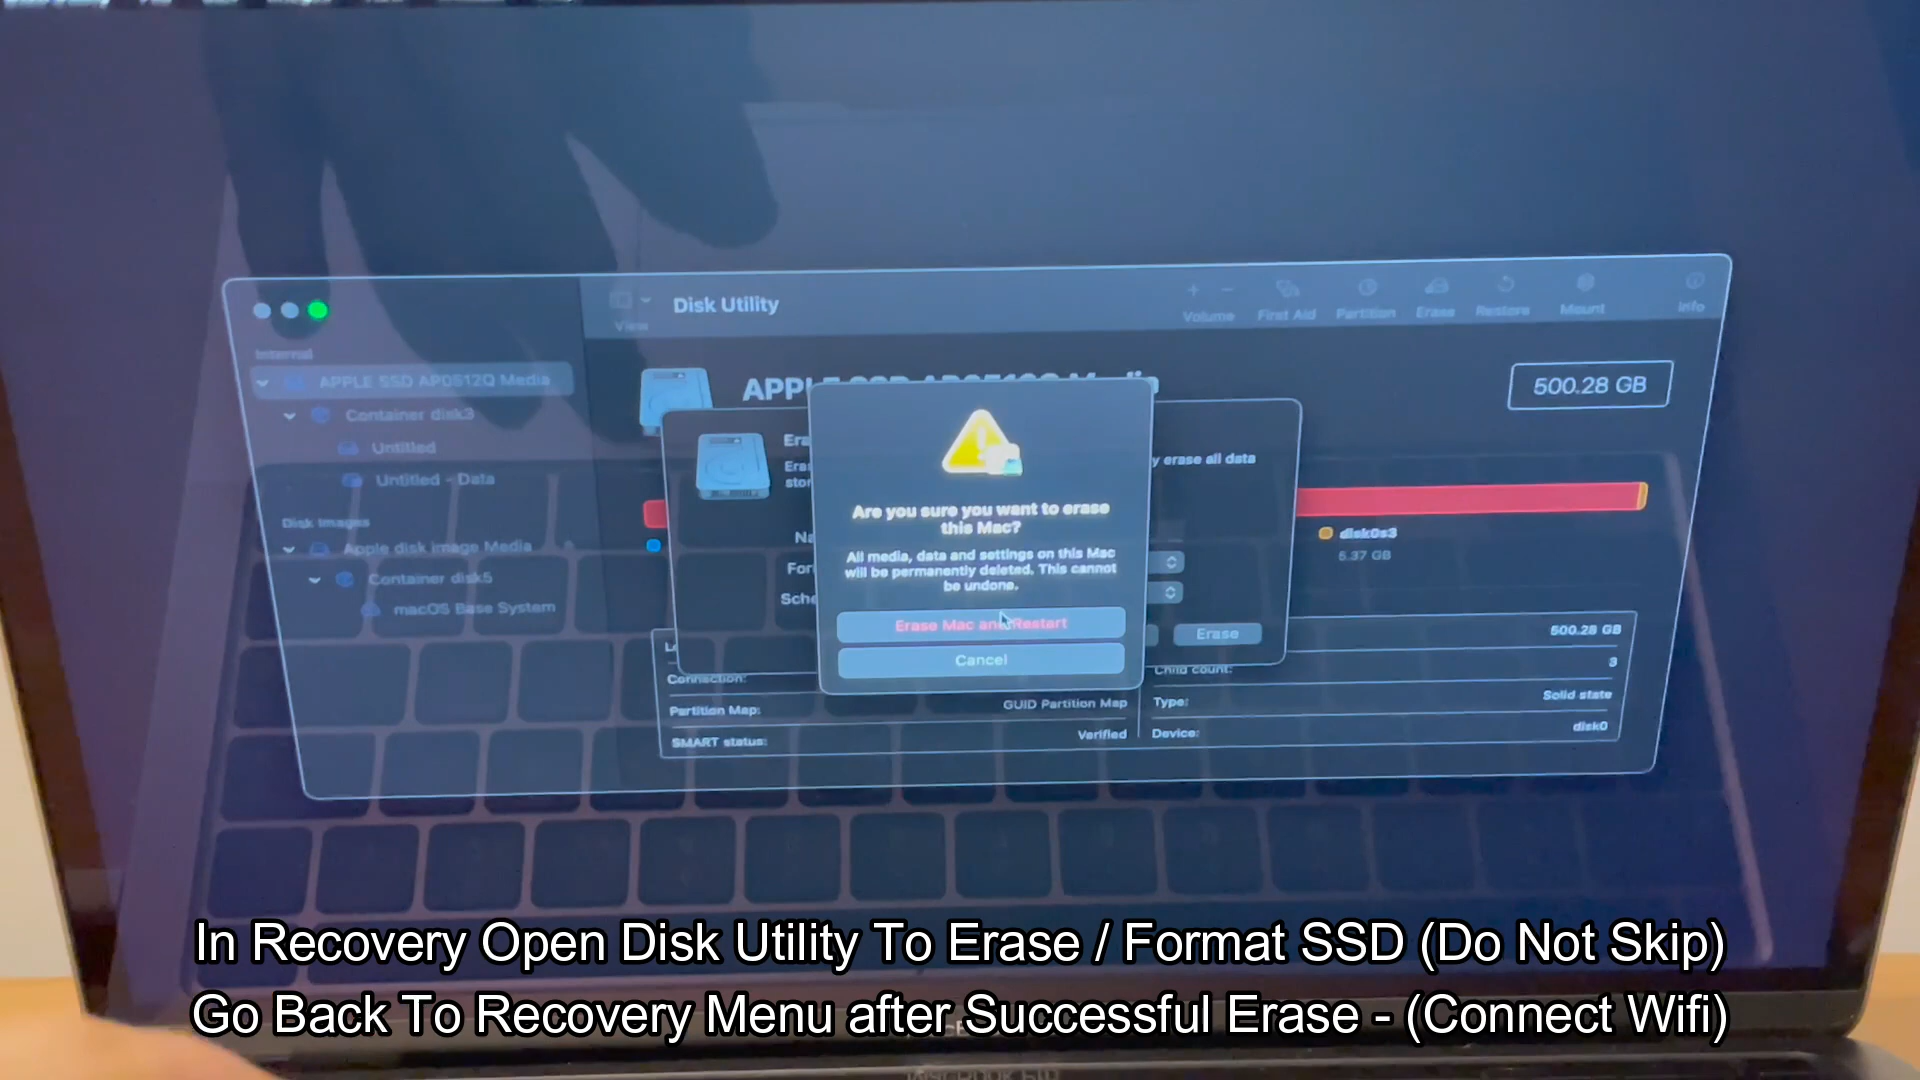 Disk Utility
View
Volume
First Aid
Partition
Erase
Restore
Mount
Info
Internal
APPLE SSD AP0512Q Media
Container disk3
Untitled
Untitled - Data
Disk Images
Apple disk image Media
Container disk5
macOS Base System
500.28 GB
y erase all data
Are you sure you want to erase
this Mac?
All media, data and settings on this Mac
will be permanently deleted. This cannot
be undone.
Erase Mac and Restart
Cancel
Erase
disk0s3
5.37 GB
500.28 GB
Connection:
Child count:
3
Partition Map:
GUID Partition Map
Type:
Solid state
SMART status:
Verified
Device:
disk0
In Recovery Open Disk Utility To Erase / Format SSD (Do Not Skip)
Go Back To Recovery Menu after Successful Erase - (Connect Wifi)